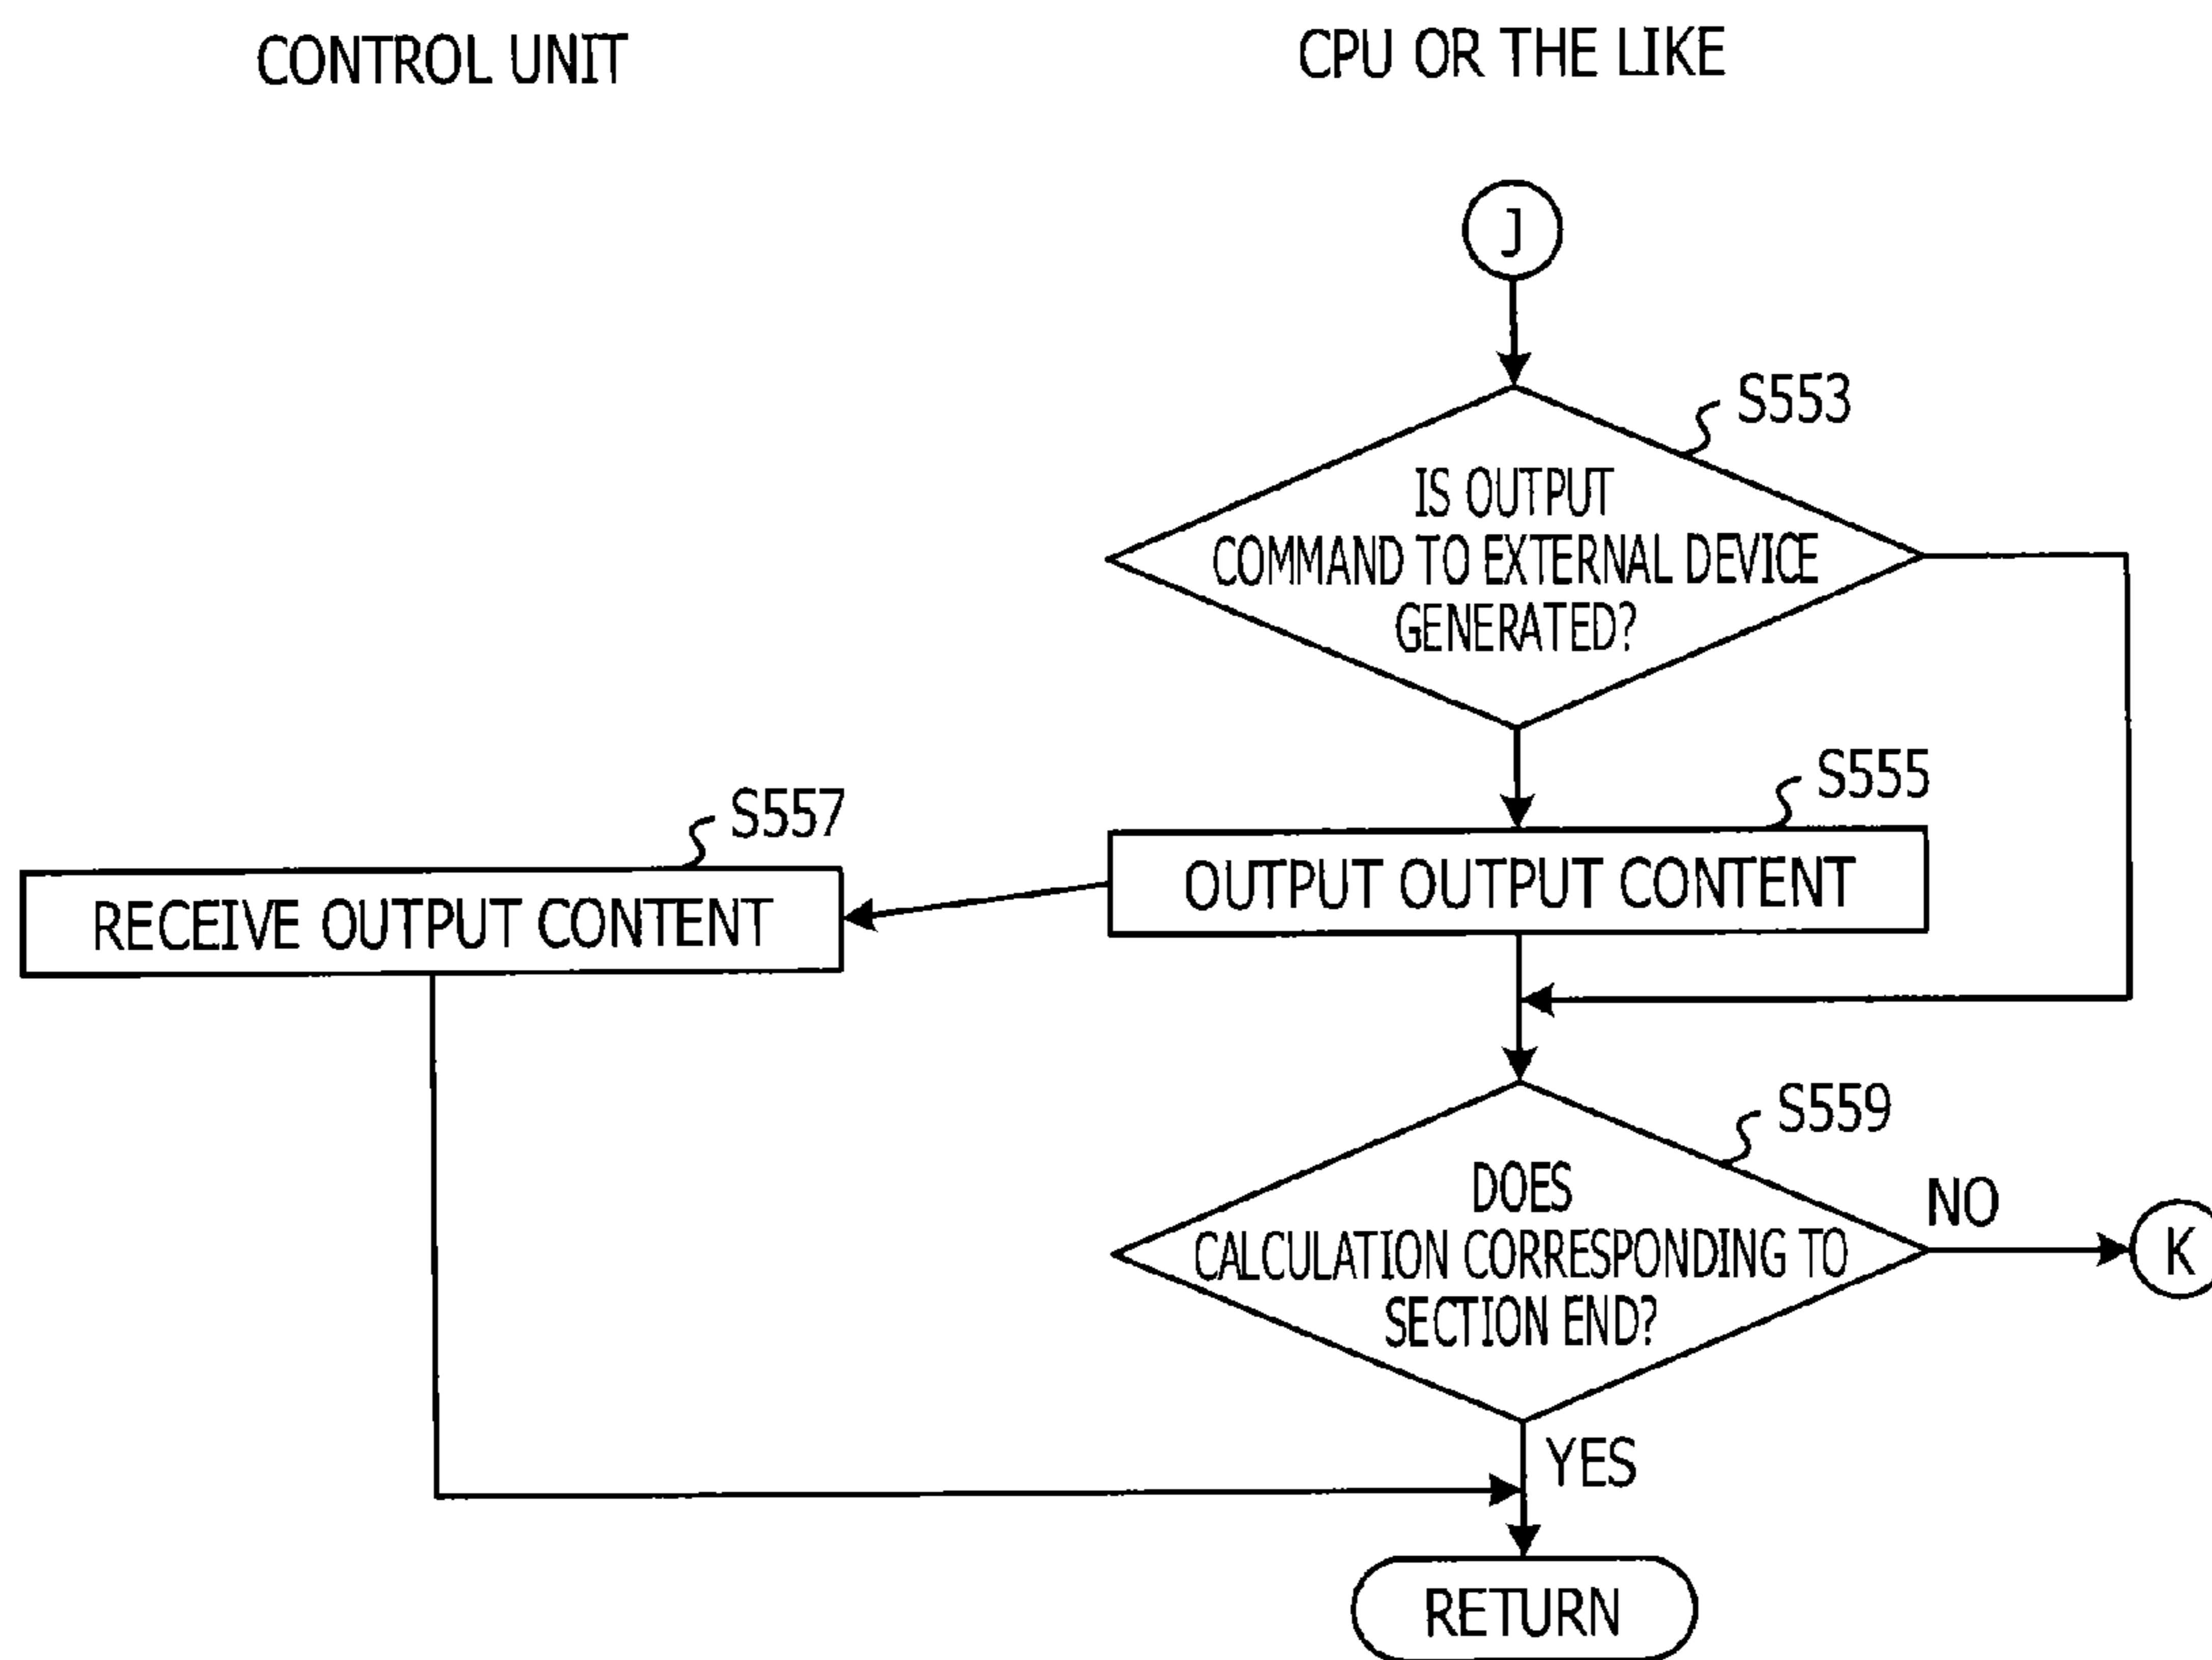 CONTROL UNIT
CPU OR THE LIKE
J
S553
IS OUTPUT
COMMAND TO EXTERNAL DEVICE
GENERATED?
S555
OUTPUT OUTPUT CONTENT
S557
RECEIVE OUTPUT CONTENT
S559
DOES
CALCULATION CORRESPONDING TO
SECTION END?
NO
K
YES
RETURN